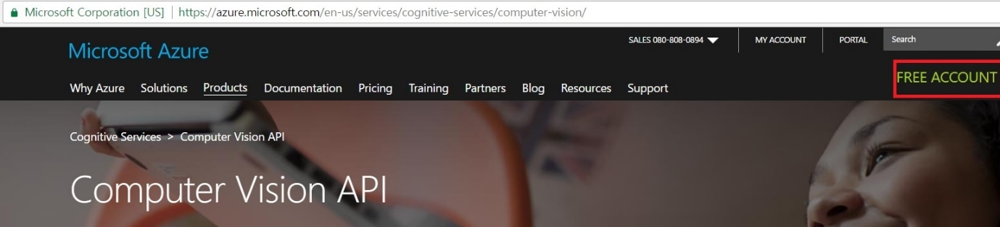 Microsoft Corporation [US] | https://azure.microsoft.com/en-us/services/cognitive-services/computer-vision/
SALES 080-808-0894 MY ACCOUNT PORTAL Search
Microsoft Azure
FREE ACCOUNT
Why Azure Solutions Products Documentation Pricing Training Partners Blog Resources Support
Cognitive Services > Computer Vision API
Computer Vision API